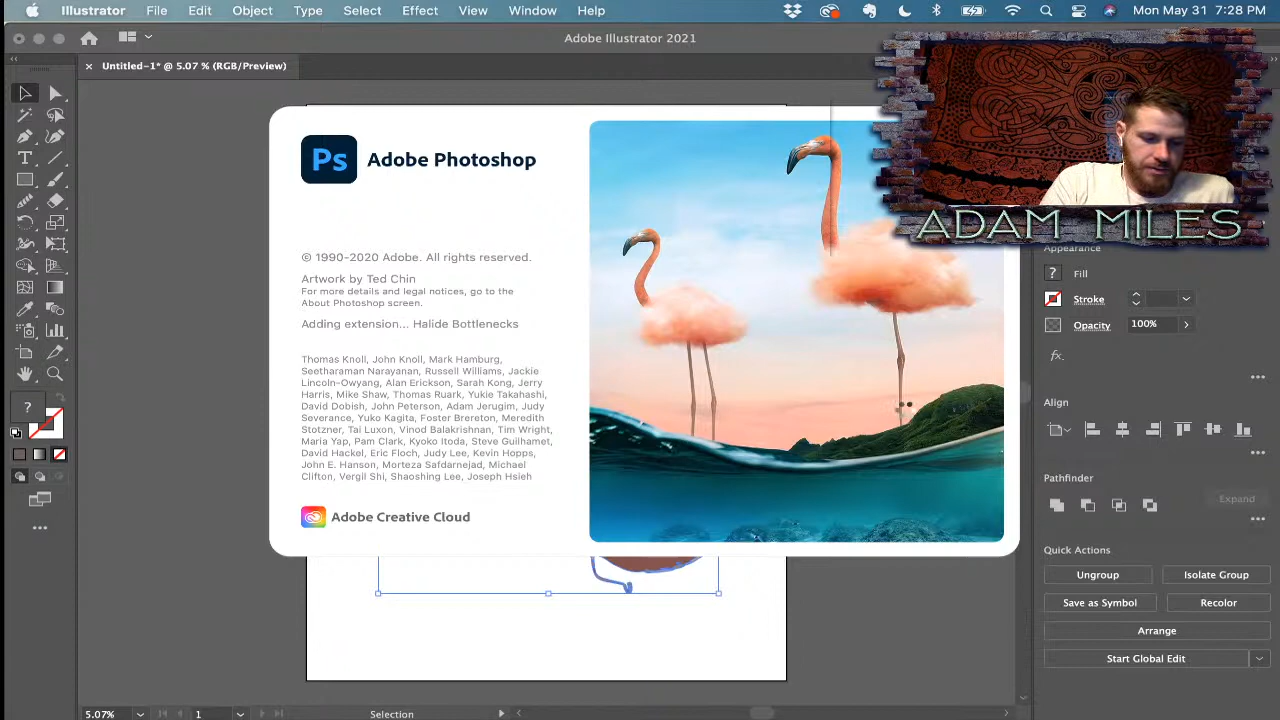 Illustrator File Edit Object Type Select Effect View Window Help Mon May 31 7:28 PM
Adobe Illustrator 2021
× Untitled-1* @ 5.07 % (RGB/Preview)
Ps Adobe Photoshop
© 1990-2020 Adobe. All rights reserved.
Artwork by Ted Chin
For more details and legal notices, go to the
About Photoshop screen.
Adding extension... Halide Bottlenecks
Thomas Knoll, John Knoll, Mark Hamburg,
Seetharaman Narayanan, Russell Williams, Jackie
Lincoln-Owyang, Alan Erickson, Sarah Kong, Jerry
Harris, Mike Shaw, Thomas Ruark, Yukie Takahashi,
David Dobish, John Peterson, Adam Jerugim, Judy
Severance, Yuko Kagita, Foster Brereton, Meredith
Stotzner, Tai Luxon, Vinod Balakrishnan, Tim Wright,
Maria Yap, Pam Clark, Kyoko Itoda, Steve Guilhamet,
David Hackel, Eric Floch, Judy Lee, Kevin Hopps,
John E. Hanson, Morteza Safdarnejad, Michael
Clifton, Vergil Shi, Shaoshing Lee, Joseph Hsieh
Adobe Creative Cloud
ADAM MILES
Appearance
? Fill
Stroke
Opacity 100%
fx
Align
Pathfinder
Expand
Quick Actions
Ungroup Isolate Group
Save as Symbol Recolor
Arrange
Start Global Edit
?
5.07% 1 Selection